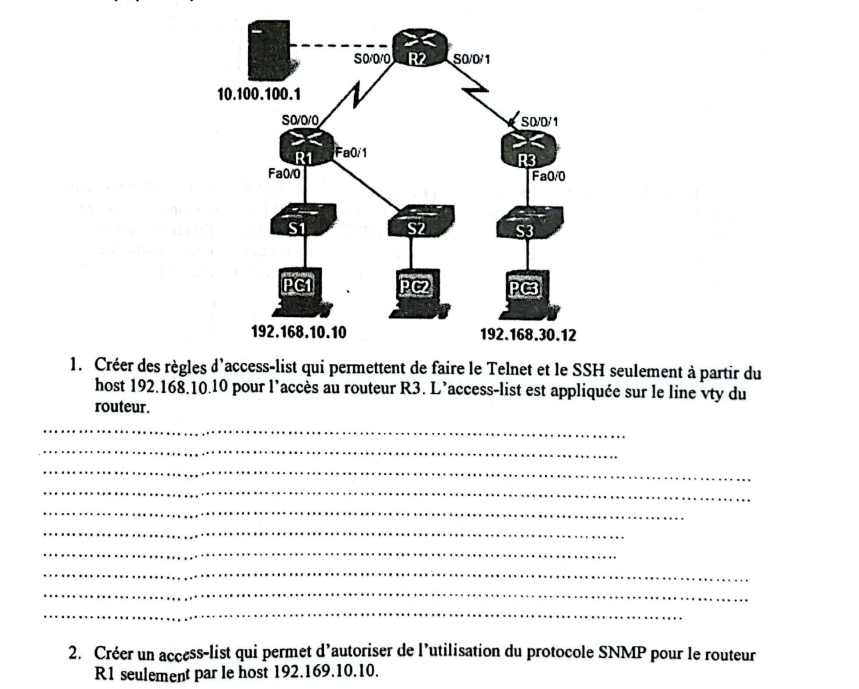 S0/0/0
R2
S0/0/1
10.100.100.1
S0/0/0
S0/0/1
R1
Fa0/1
R3
Fa0/0
Fa0/0
S1
S2
S3
PC1
PC2
PC3
192.168.10.10
192.168.30.12
1. Créer des règles d'access-list qui permettent de faire le Telnet et le SSH seulement à partir du
host 192.168.10.10 pour l'accès au routeur R3. L'access-list est appliquée sur le line vty du
routeur.
2. Créer un access-list qui permet d'autoriser de l'utilisation du protocole SNMP pour le routeur
R1 seulement par le host 192.169.10.10.